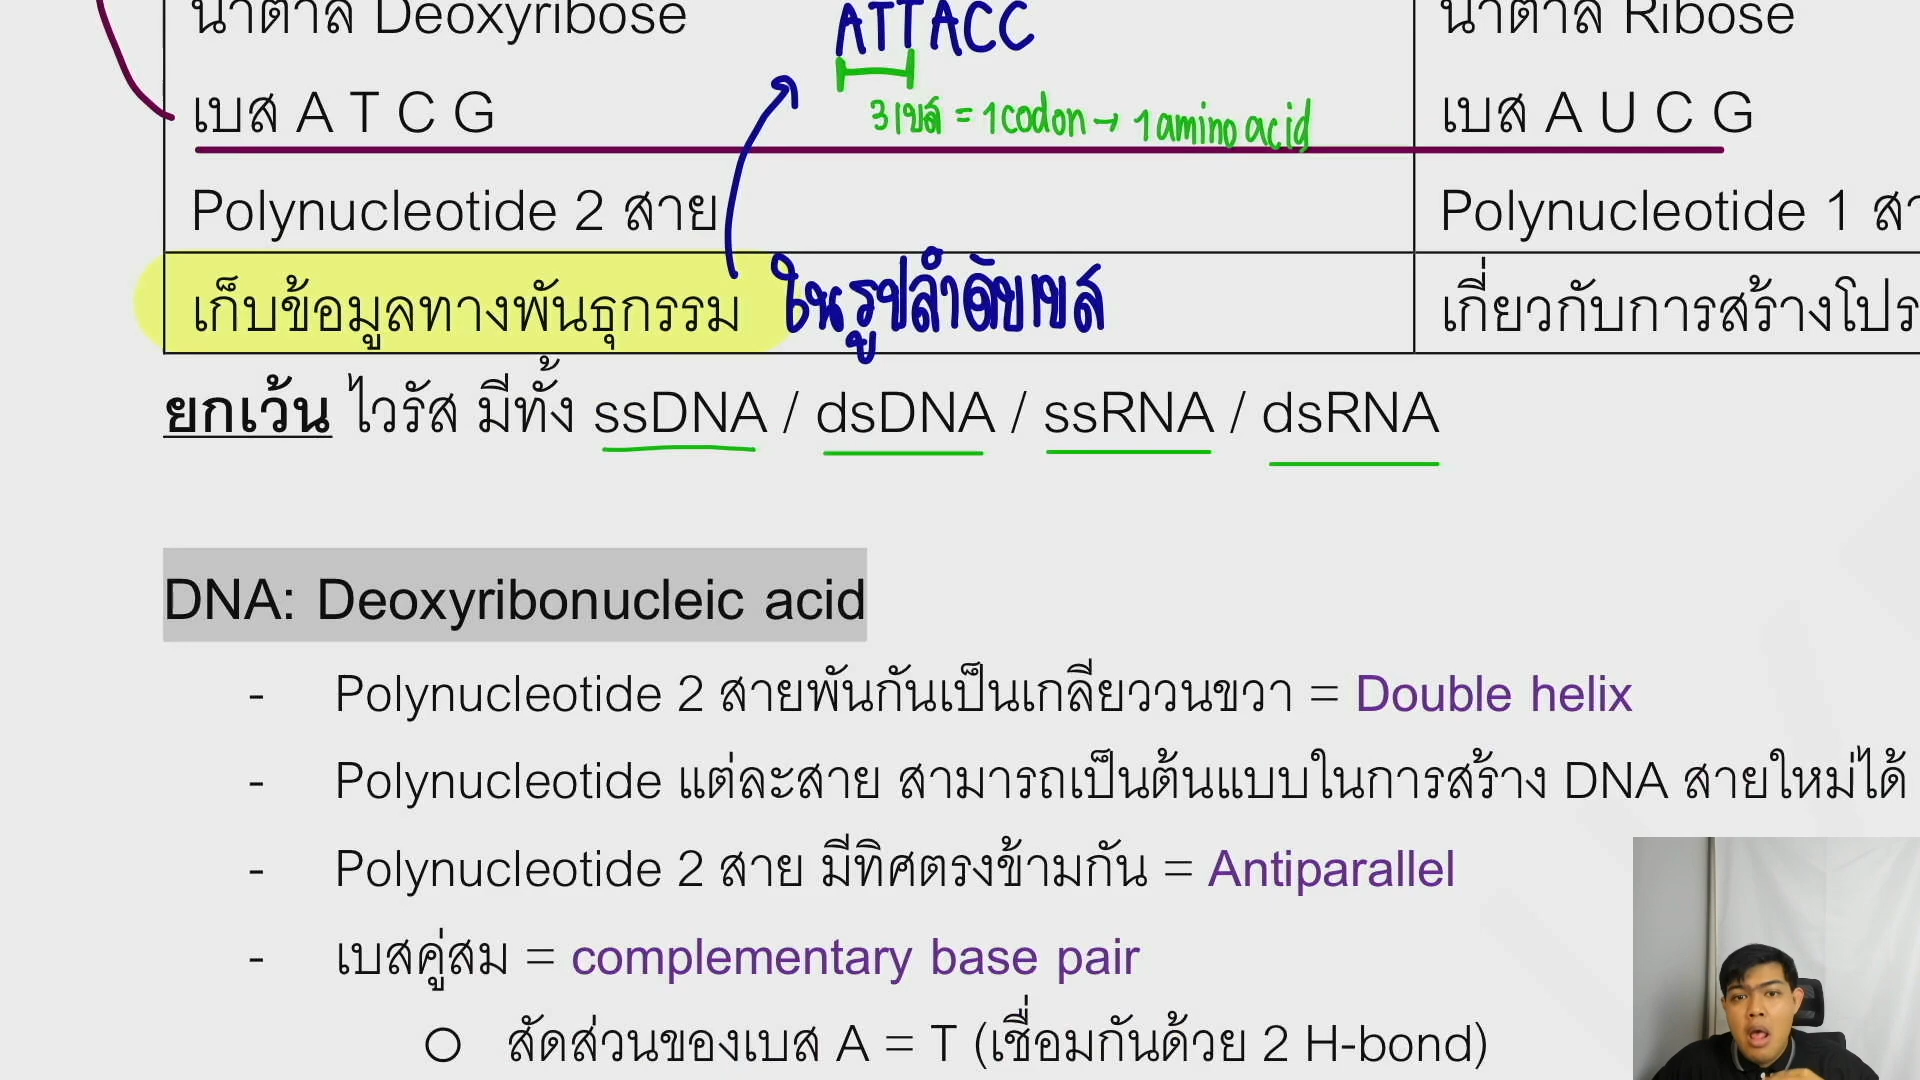 น้ำตาล Deoxyribose
ATTACC
น้ำตาล Ribose
เบส A T C G
3 เบส = 1 codon → 1 amino acid
เบส A U C G
Polynucleotide 2 สาย
Polynucleotide 1
เก็บข้อมูลทางพันธุกรรม
ในรูปลำดับเบส
เกี่ยวกับการสร้าง
ยกเว้น ไวรัส มีทั้ง ssDNA / dsDNA / ssRNA / dsRNA
DNA: Deoxyribonucleic acid
- Polynucleotide 2 สายพันกันเป็นเกลียววนขวา = Double helix
- Polynucleotide แต่ละสาย สามารถเป็นต้นแบบในการสร้าง DNA สายใหม่ได้
- Polynucleotide 2 สาย มีทิศตรงข้ามกัน = Antiparallel
- เบสคู่สม = complementary base pair
o สัดส่วนของเบส A = T (เชื่อมกันด้วย 2 H-bond)